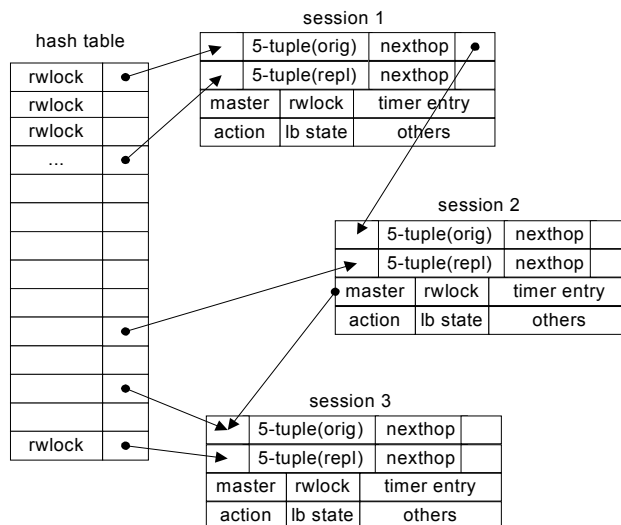 session 1
hash table
5-tuple(orig) nexthop
5-tuple(repl) nexthop
master rwlock timer entry
action lb state others
rwlock
rwlock
rwlock
...
session 2
5-tuple(orig) nexthop
5-tuple(repl) nexthop
master rwlock timer entry
action lb state others
session 3
5-tuple(orig) nexthop
5-tuple(repl) nexthop
master rwlock timer entry
action lb state others
rwlock